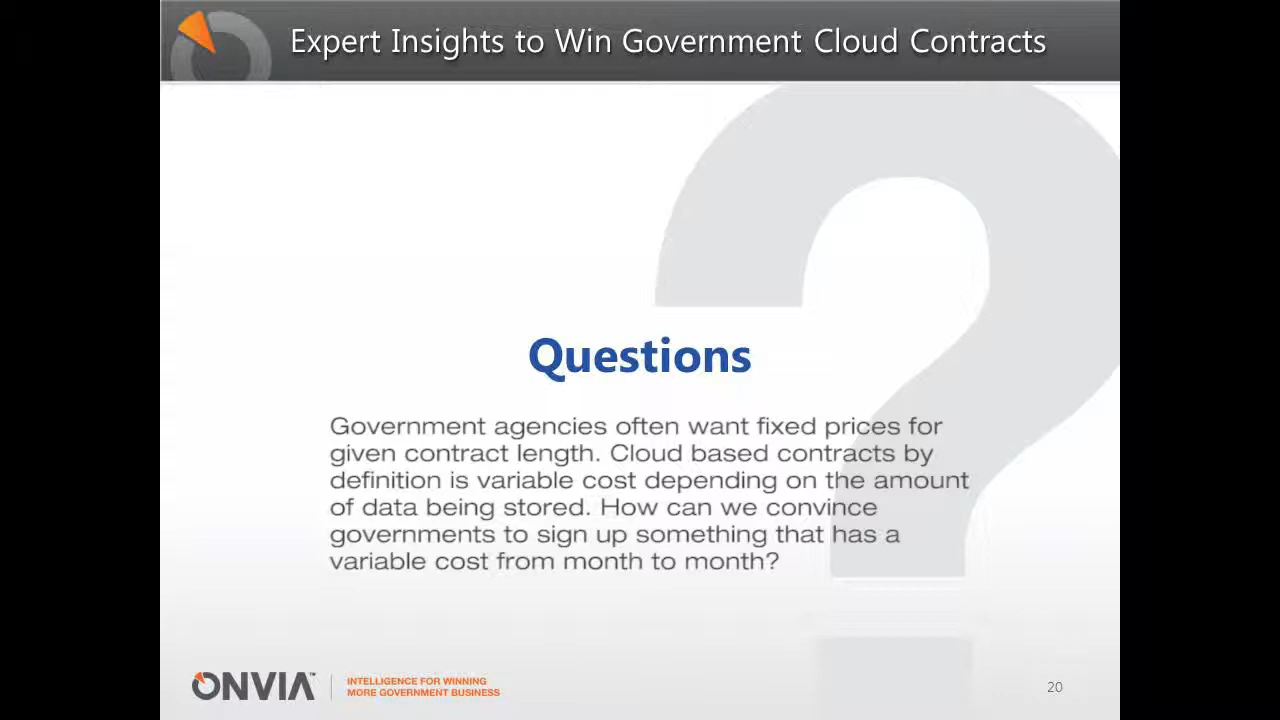 Expert Insights to Win Government Cloud Contracts
Questions
Government agencies often want fixed prices for
given contract length. Cloud based contracts by
definition is variable cost depending on the amount
of data being stored. How can we convince
governments to sign up something that has a
variable cost from month to month?
ONVIA™
INTELLIGENCE FOR WINNING
MORE GOVERNMENT BUSINESS
20